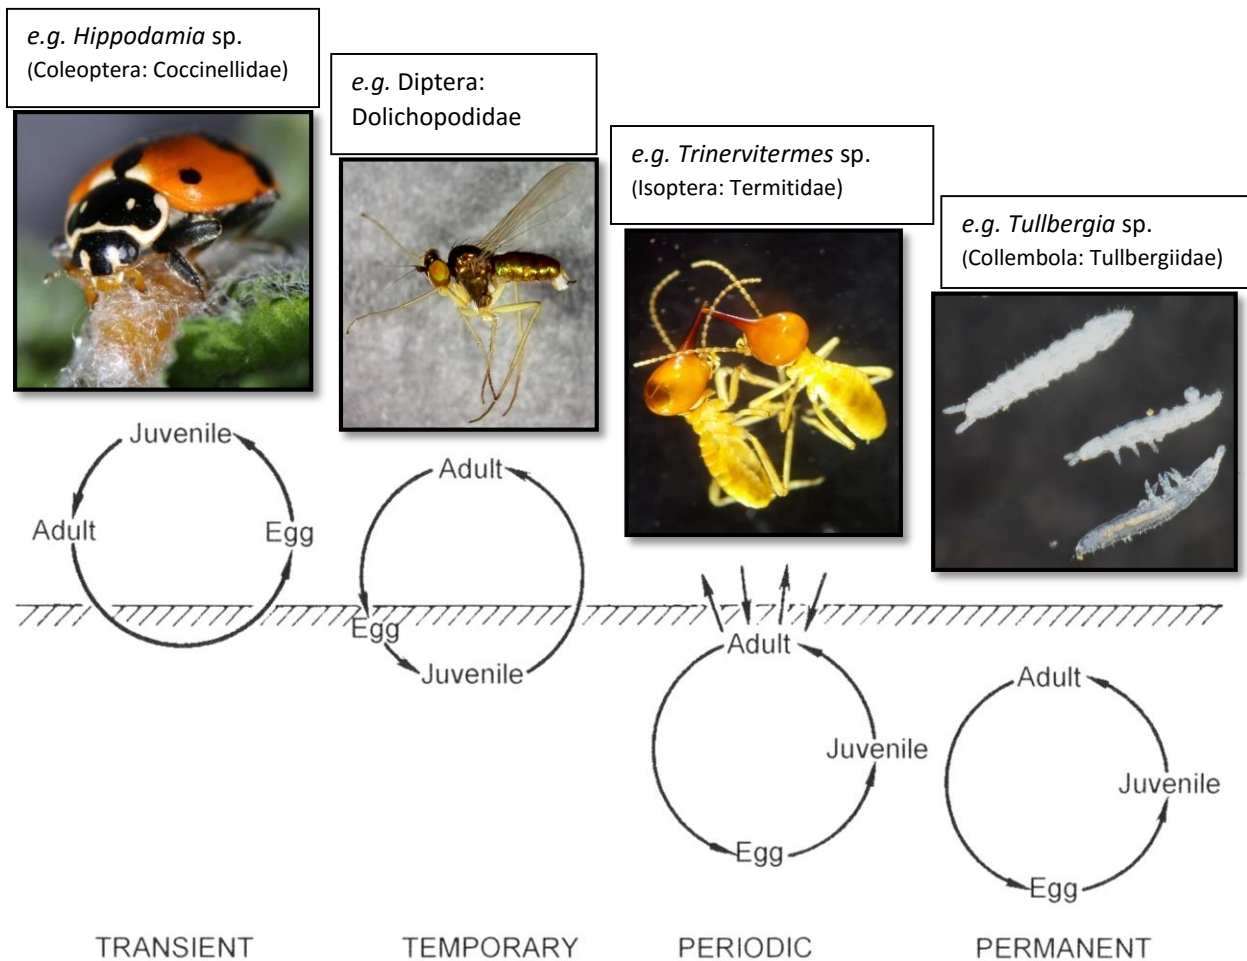 e.g. Hippodamia sp.
(Coleoptera: Coccinellidae)
e.g. Diptera:
Dolichopodidae
e.g. Trinervitermes sp.
(Isoptera: Termitidae)
e.g. Tullbergia sp.
(Collembola: Tullbergiidae)
Juvenile
Adult
Egg
Adult
Egg
Juvenile
Adult
Juvenile
Egg
Adult
Juvenile
Egg
TRANSIENT
TEMPORARY
PERIODIC
PERMANENT